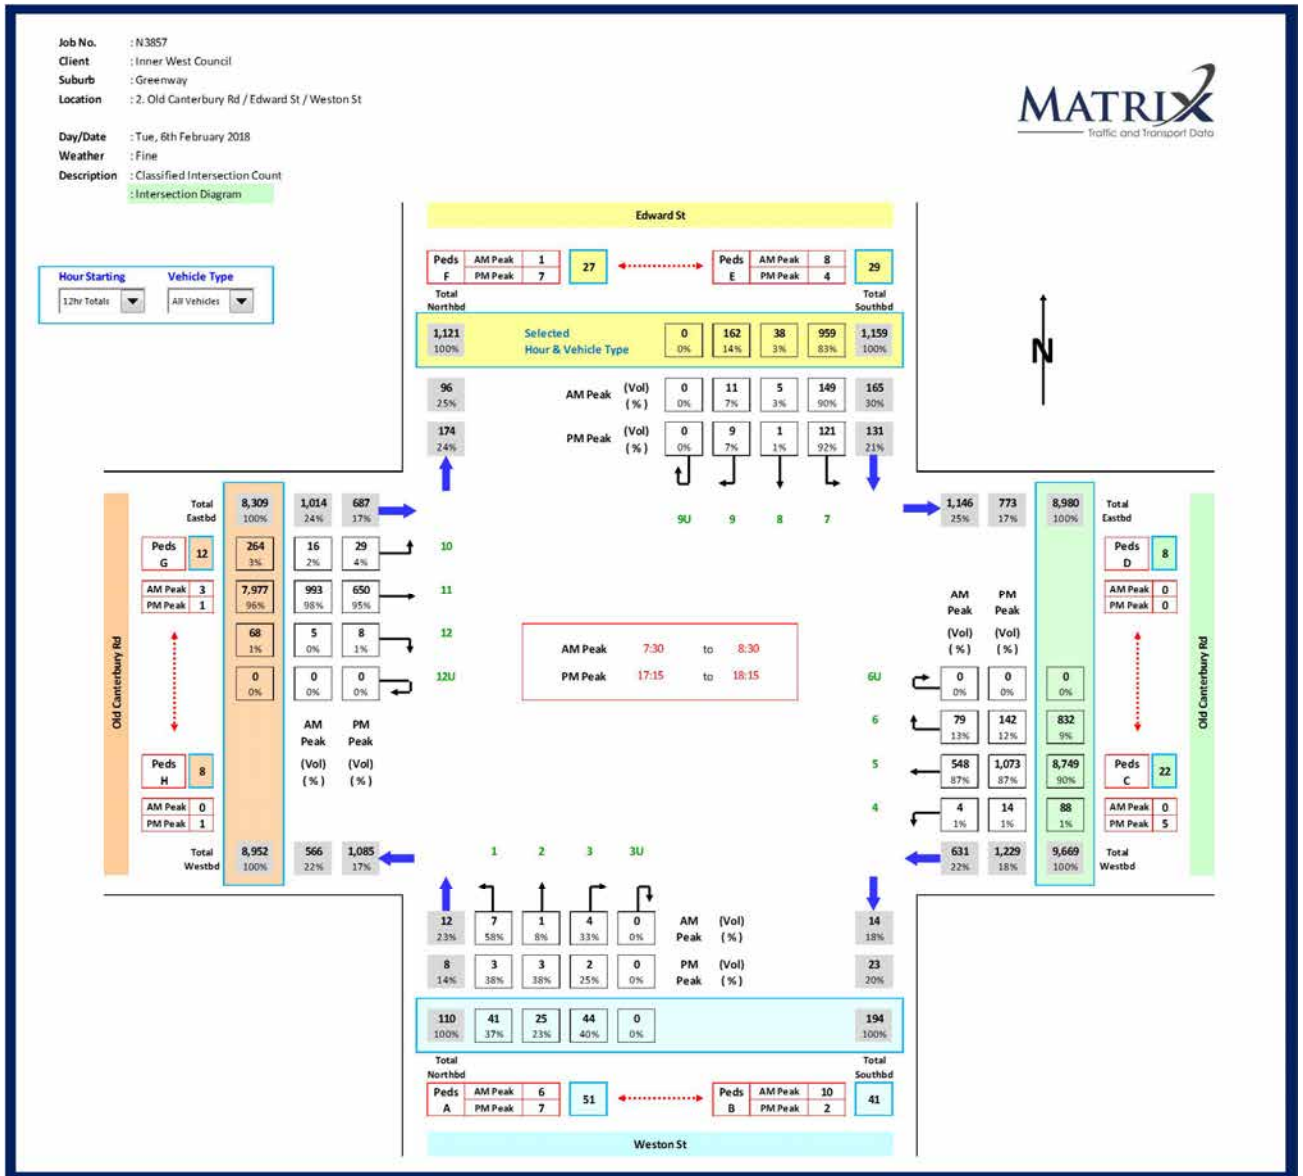 Job No. : N3857
Client : Inner West Council
Suburb : Greenway
Location : 2. Old Canterbury Rd / Edward St / Weston St
MATRIX
Traffic and Transport Data
Day/Date : Tue, 6th February 2018
Weather : Fine
Description : Classified Intersection Count
: Intersection Diagram
Edward St
Peds F AM Peak 1 PM Peak 7 27
Peds E AM Peak 8 PM Peak 4 29
Hour Starting Vehicle Type
12hr Totals All Vehicles
Total Northbd
Total Southbd
1,121 Selected 0 162 38 959 1,159
100% Hour & Vehicle Type 0% 14% 3% 83% 100%
N
96 AM Peak (Vol) 0 11 5 149 165
25% (%) 0% 7% 3% 90% 30%
174 PM Peak (Vol) 0 9 1 121 131
24% (%) 0% 7% 1% 92% 21%
Total Eastbd 8,309 1,014 687
100% 24% 17%
9U 9 8 7
1,146 773 8,980 Total Eastbd
25% 17% 100%
Peds G 12 264 16 29 10
3% 2% 4%
Peds D 8
AM Peak 3 7,977 993 650 11
PM Peak 1 96% 98% 95%
AM Peak 0
PM Peak 0
68 5 8 12
1% 0% 1%
AM Peak PM Peak
(Vol) (Vol)
(%) (%)
AM Peak 7:30 to 8:30
PM Peak 17:15 to 18:15
Old Canterbury Rd
Old Canterbury Rd
0 0 0 12U
0% 0% 0%
6U 0 0 0
0% 0% 0%
AM Peak PM Peak
(Vol) (Vol)
(%) (%)
6 79 142 832
13% 12% 9%
Peds H 8
5 548 1,073 8,749
87% 87% 90%
Peds C 22
AM Peak 0
PM Peak 1
4 4 14 88
1% 1% 1%
AM Peak 0
PM Peak 5
Total Westbd 8,952 566 1,085
100% 22% 17%
1 2 3 3U
631 1,229 9,669 Total Westbd
22% 18% 100%
12 7 1 4 0 AM Peak (Vol) 14
23% 58% 8% 33% 0% (%) 18%
8 3 3 2 0 PM Peak (Vol) 23
14% 38% 38% 25% 0% (%) 20%
110 41 25 44 0 194
100% 37% 23% 40% 0% 100%
Total Northbd
Total Southbd
Peds A AM Peak 6 PM Peak 7 51
Peds B AM Peak 10 PM Peak 2 41
Weston St